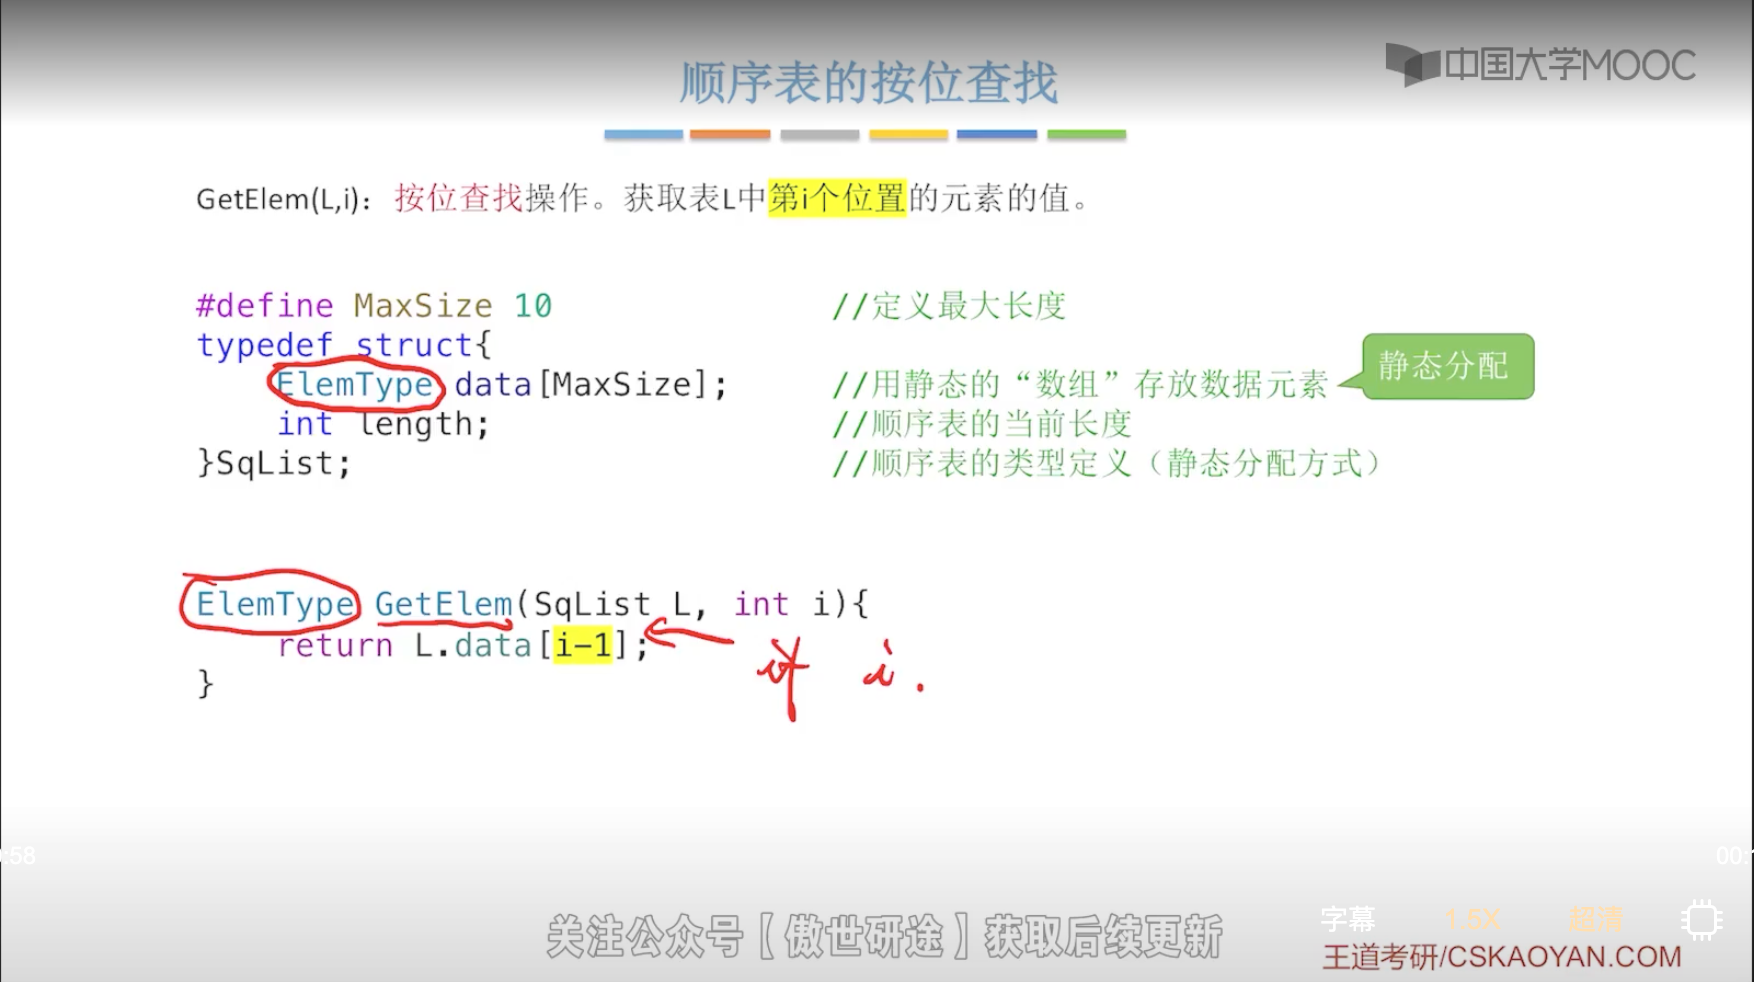 中国大学MOOC
顺序表的按位查找
GetElem(L,i)：按位查找操作。获取表L中第i个位置的元素的值。
#define MaxSize 10 //定义最大长度
typedef struct{
ElemType data[MaxSize]; //用静态的“数组”存放数据元素 静态分配
int length; //顺序表的当前长度
}SqList; //顺序表的类型定义（静态分配方式）
ElemType GetElem(SqList L, int i){
return L.data[i-1];
if i.
}
:58
00:
字幕 1.5X 超清
关注公众号【傲世研途】获取后续更新
王道考研/CSKAOYAN.COM